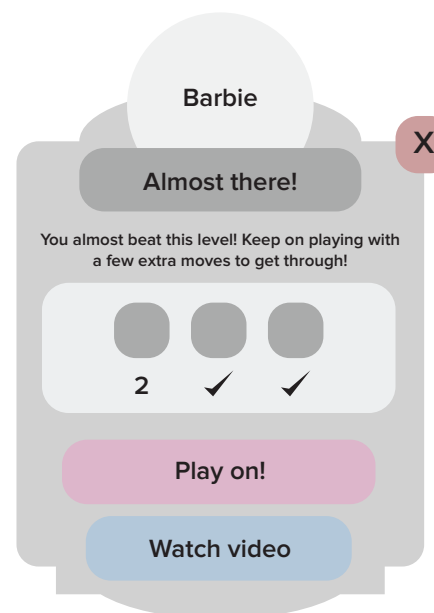 Barbie
X
Almost there!
You almost beat this level! Keep on playing with
a few extra moves to get through!
2 ✓ ✓
Play on!
Watch video